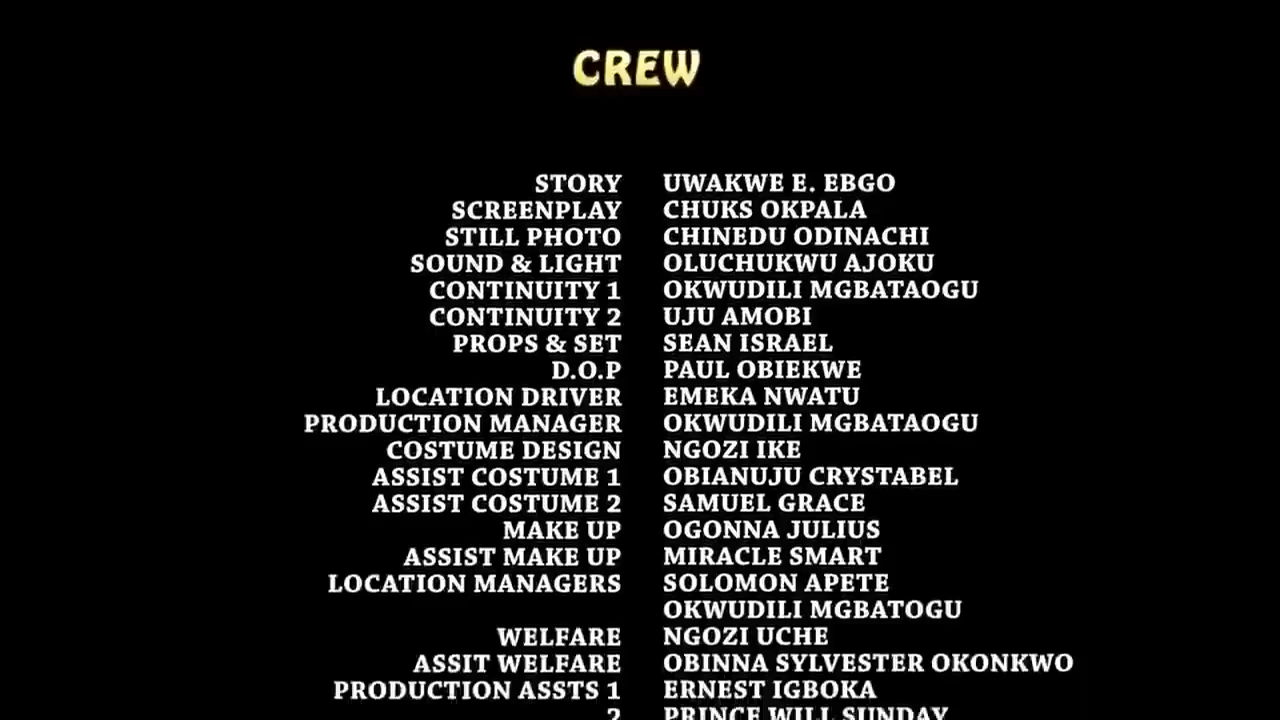 CREW
STORY UWAKWE E. EBGO
SCREENPLAY CHUKS OKPALA
STILL PHOTO CHINEDU ODINACHI
SOUND & LIGHT OLUCHUKWU AJOKU
CONTINUITY 1 OKWUDILI MGBATAOGU
CONTINUITY 2 UJU AMOBI
PROPS & SET SEAN ISRAEL
D.O.P PAUL OBIEKWE
LOCATION DRIVER EMEKA NWATU
PRODUCTION MANAGER OKWUDILI MGBATAOGU
COSTUME DESIGN NGOZI IKE
ASSIST COSTUME 1 OBIANUJU CRYSTABEL
ASSIST COSTUME 2 SAMUEL GRACE
MAKE UP OGONNA JULIUS
ASSIST MAKE UP MIRACLE SMART
LOCATION MANAGERS SOLOMON APETE
OKWUDILI MGBATOGU
WELFARE NGOZI UCHE
ASSIT WELFARE OBINNA SYLVESTER OKONKWO
PRODUCTION ASSTS 1 ERNEST IGBOKA
2 PRINCE WILL SUNDAY